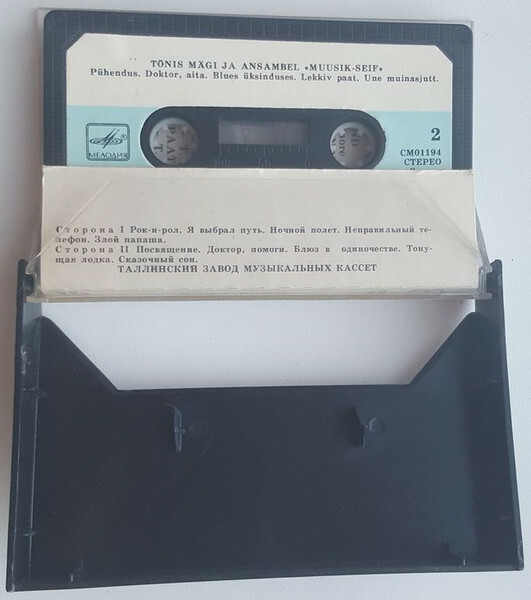 TÕNIS MÄGI JA ANSAMBEL «MUUSIK-SEIF»
Pühendus. Doktor, aita. Blues üksinduses. Lekkiv paat. Une muinasjutt.
МЕЛОДИЯ
2
СМ01194
СТЕРЕО
Сторона I Рок-н-рол. Я выбрал путь. Ночной полет. Неправильный те-
лефон. Злой папаша.
Сторона II Посвящение. Доктор, помоги. Блюз в одиночестве. Тону-
щая лодка. Сказочный сон.
ТАЛЛИНСКИЙ ЗАВОД МУЗЫКАЛЬНЫХ КАССЕТ